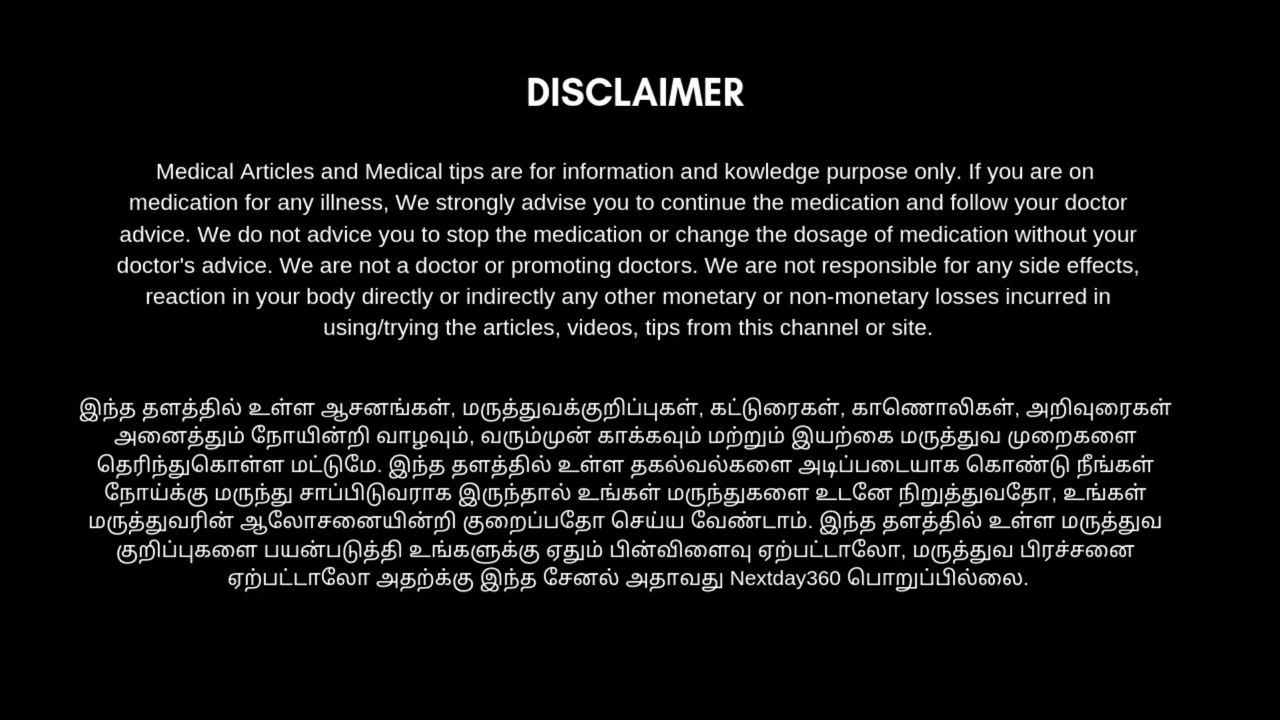 DISCLAIMER
Medical Articles and Medical tips are for information and kowledge purpose only. If you are on
medication for any illness, We strongly advise you to continue the medication and follow your doctor
advice. We do not advice you to stop the medication or change the dosage of medication without your
doctor's advice. We are not a doctor or promoting doctors. We are not responsible for any side effects,
reaction in your body directly or indirectly any other monetary or non-monetary losses incurred in
using/trying the articles, videos, tips from this channel or site.
இந்த தளத்தில் உள்ள ஆசனங்கள், மருத்துவக்குறிப்புகள், கட்டுரைகள், காணொலிகள், அறிவுரைகள்
அனைத்தும் நோயின்றி வாழவும், வரும்முன் காக்கவும் மற்றும் இயற்கை மருத்துவ முறைகளை
தெரிந்துகொள்ள மட்டுமே. இந்த தளத்தில் உள்ள தகல்வல்களை அடிப்படையாக கொண்டு நீங்கள்
நோய்க்கு மருந்து சாப்பிடுவராக இருந்தால் உங்கள் மருந்துகளை உடனே நிறுத்துவதோ, உங்கள்
மருத்துவரின் ஆலோசனையின்றி குறைப்பதோ செய்ய வேண்டாம். இந்த தளத்தில் உள்ள மருத்துவ
குறிப்புகளை பயன்படுத்தி உங்களுக்கு ஏதும் பின்விளைவு ஏற்பட்டாலோ, மருத்துவ பிரச்சனை
ஏற்பட்டாலோ அதற்க்கு இந்த சேனல் அதாவது Nextday360 பொறுப்பில்லை.